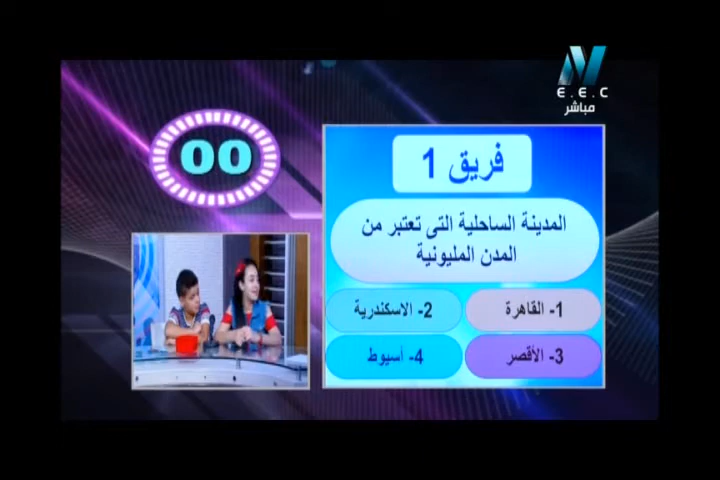 E . E . C
مباشر
00
فريق 1
المدينة الساحلية التى تعتبر من
المدن المليونية
1- القاهرة
2- الاسكندرية
3- الأقصر
4- أسيوط